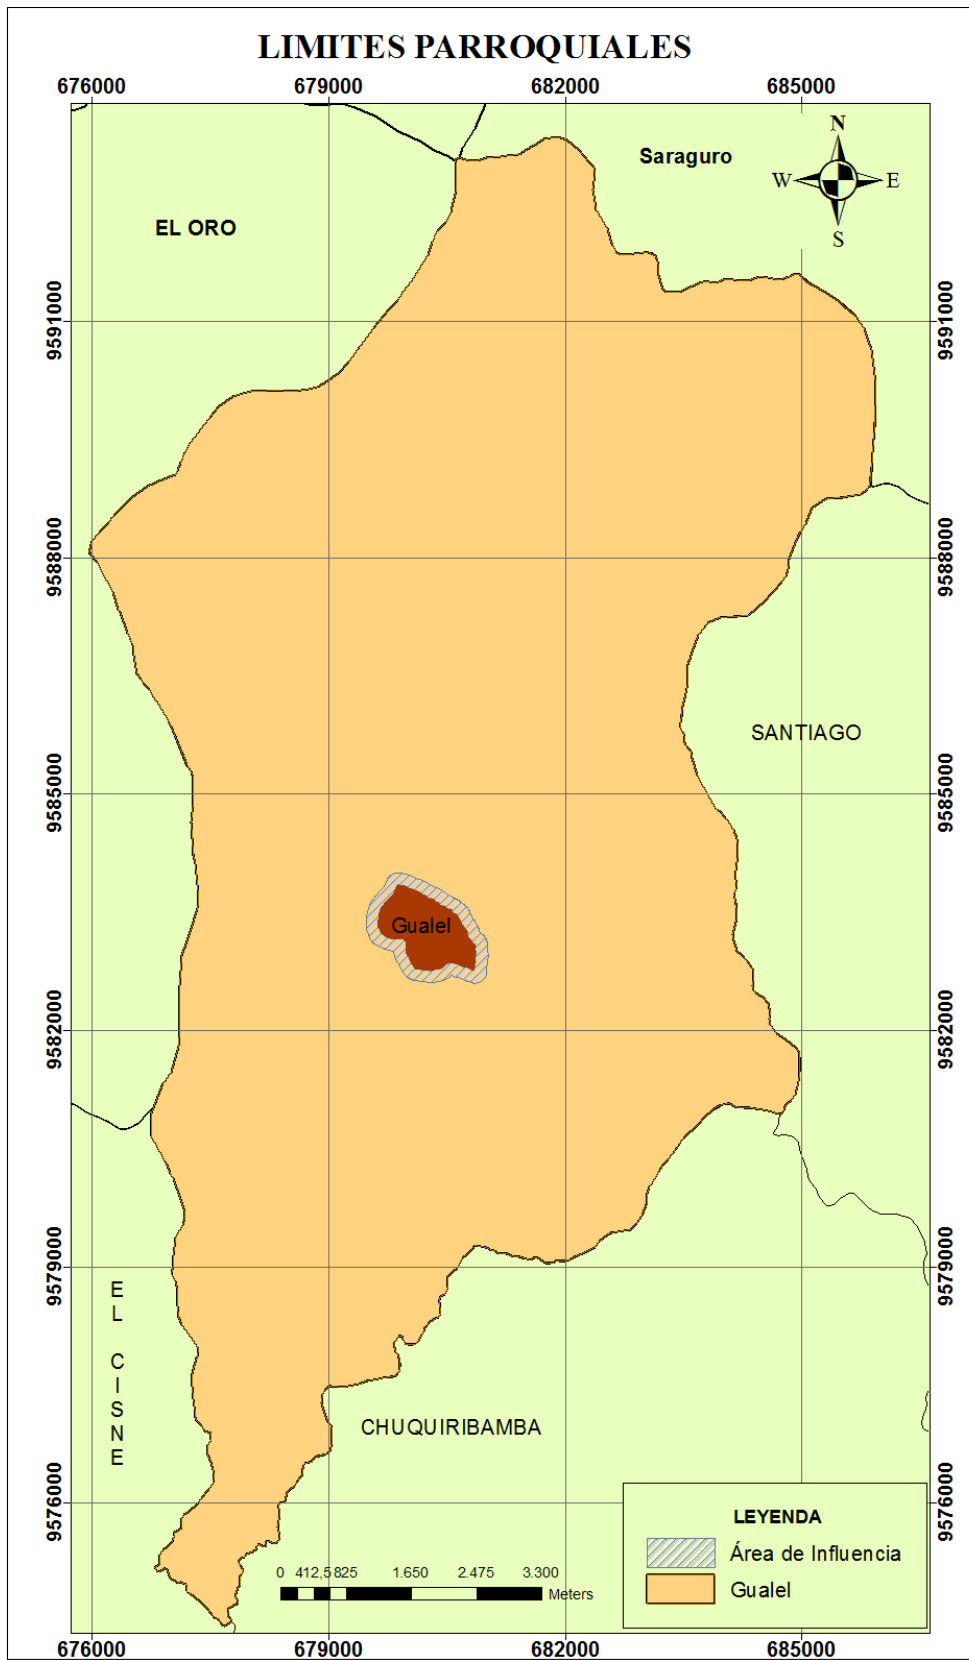 LIMITES PARROQUIALES
676000 679000 682000 685000
N
W E
S
Saraguro
EL ORO
9591000 9591000
9588000 9588000
SANTIAGO
9585000 9585000
Gualel
9582000 9582000
9579000 9579000
EL CISNE
CHUQUIRIBAMBA
9576000 9576000
LEYENDA
Área de Influencia
Gualel
0 412,5 825 1.650 2.475 3.300
Meters
676000 679000 682000 685000